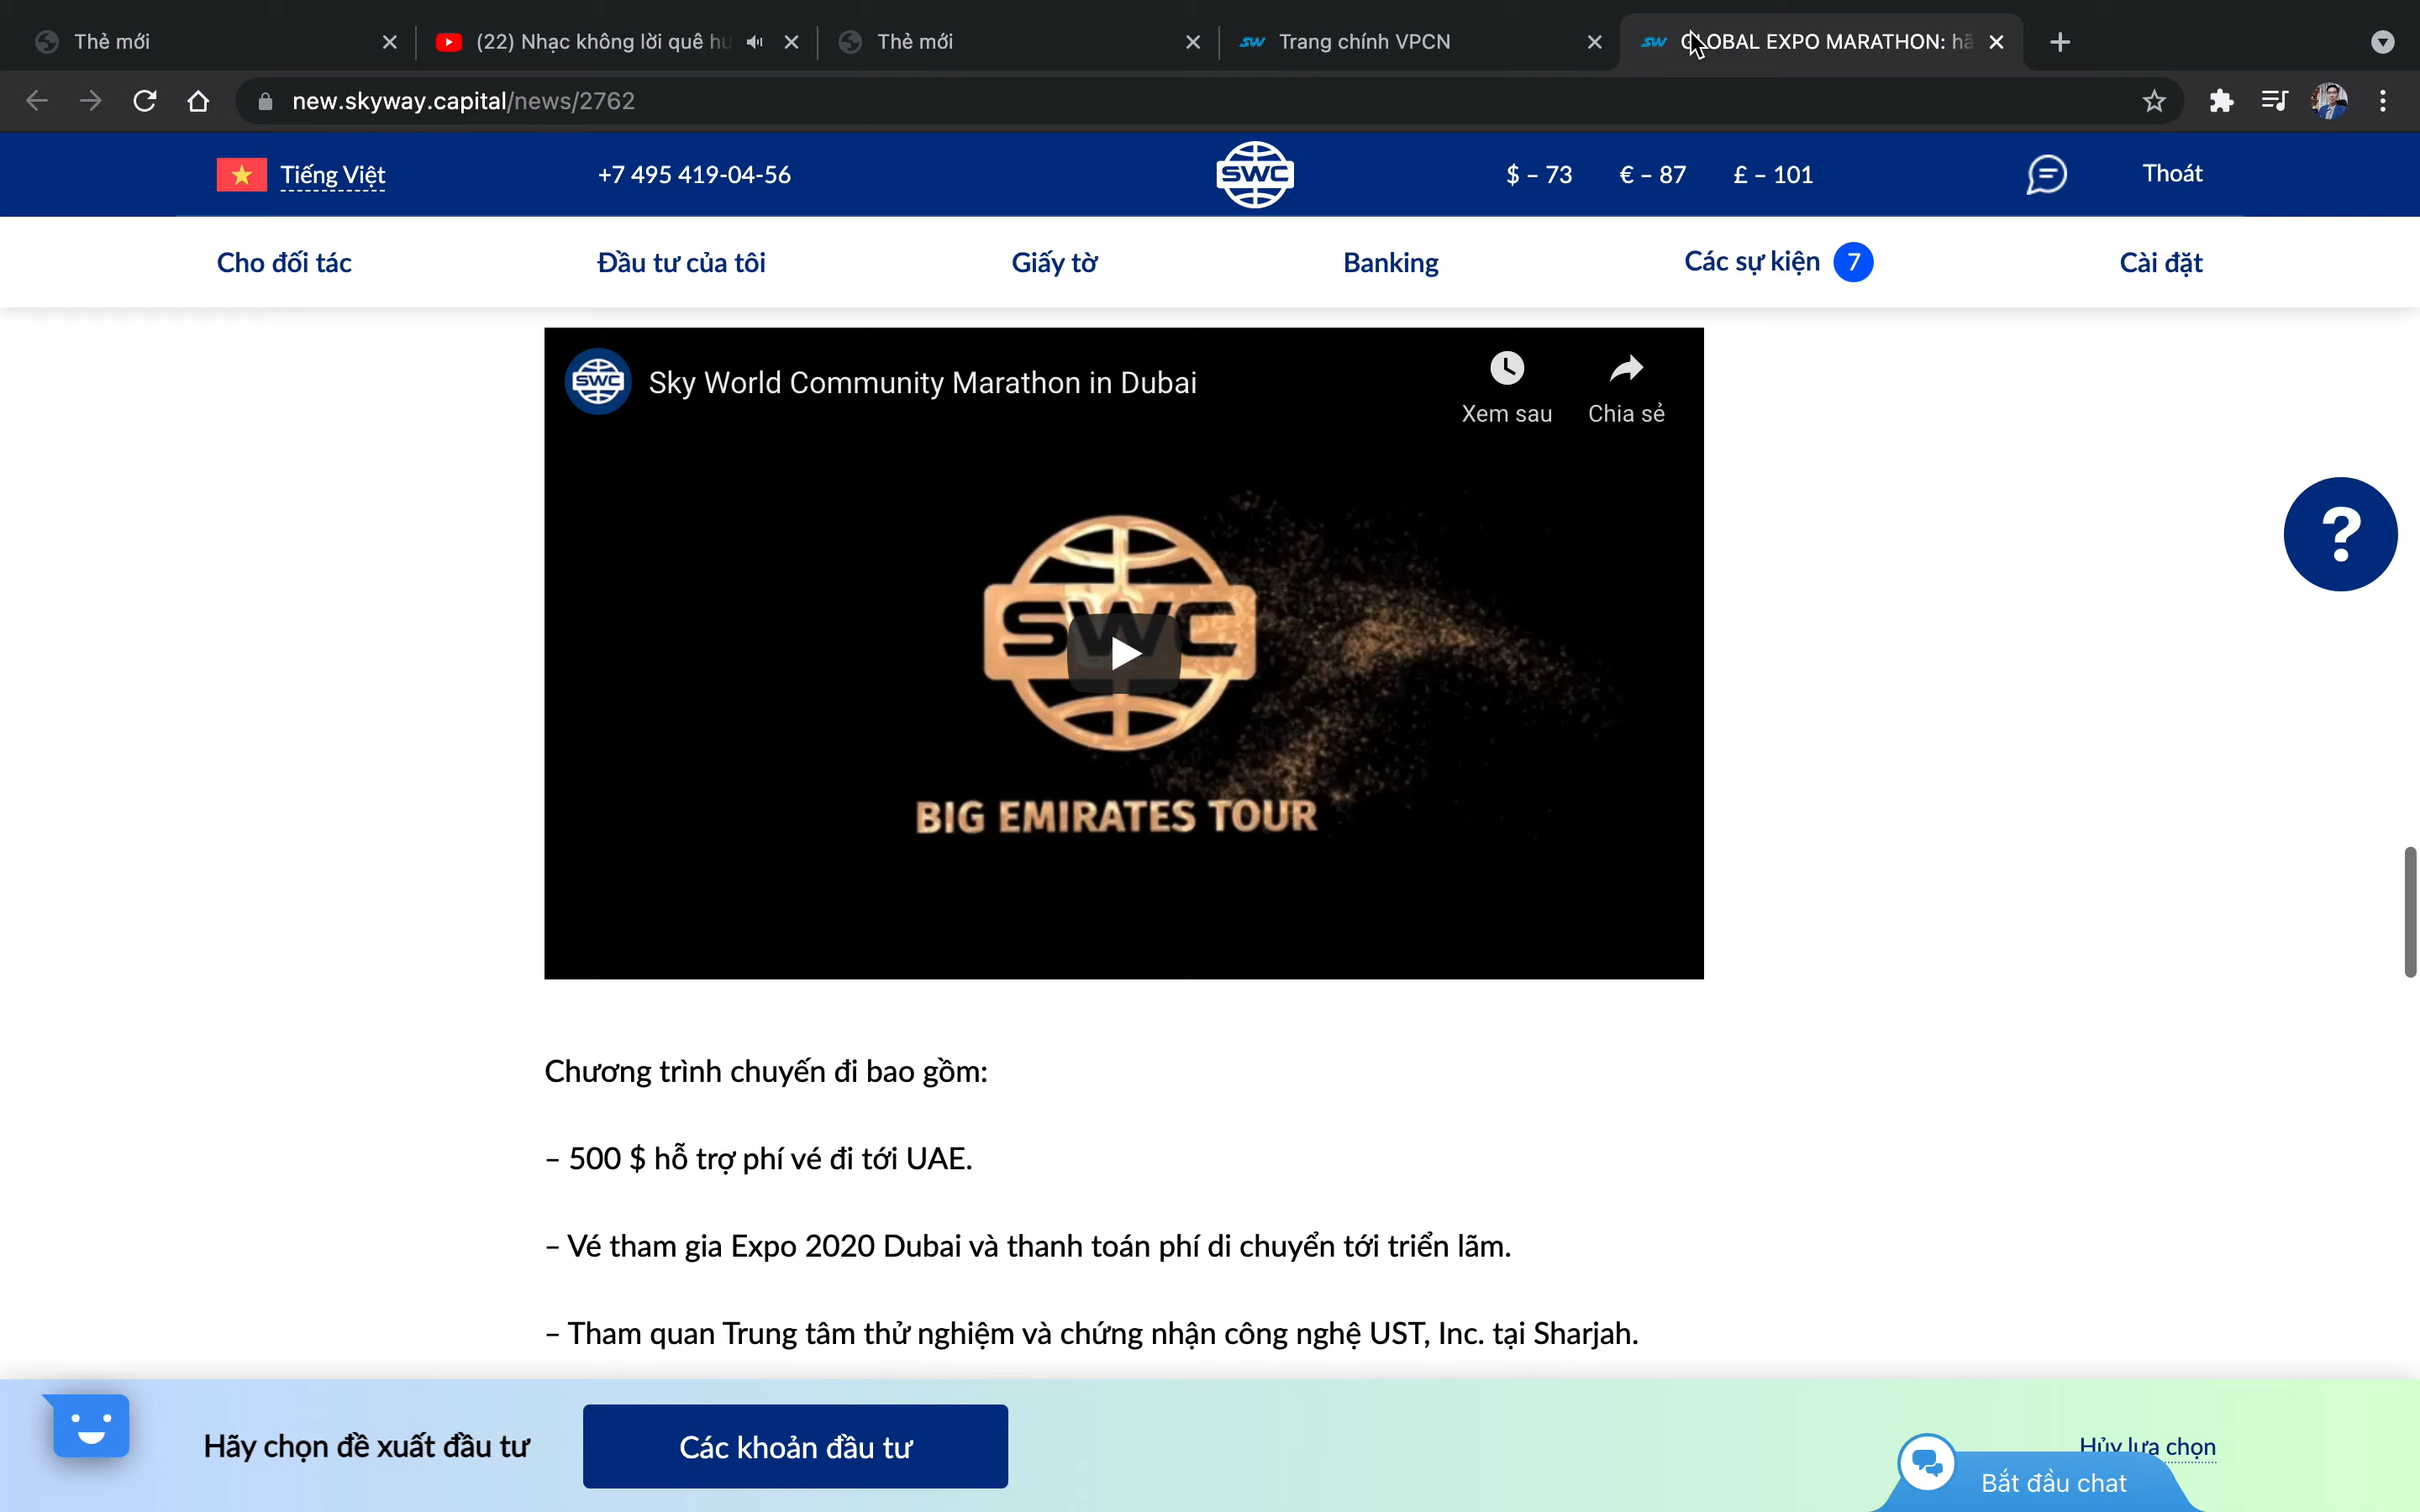 Thẻ mới
(22) Nhạc không lời quê hu
Thẻ mới
Trang chính VPCN
GLOBAL EXPO MARATHON: hã
new.skyway.capital/news/2762
Tiếng Việt
+7 495 419-04-56
SWC
$ – 73 € – 87 £ – 101
Thoát
Cho đối tác
Đầu tư của tôi
Giấy tờ
Banking
Các sự kiện 7
Cài đặt
SWC
Sky World Community Marathon in Dubai
Xem sau
Chia sẻ
SWC
BIG EMIRATES TOUR
?
Chương trình chuyến đi bao gồm:
– 500 $ hỗ trợ phí vé đi tới UAE.
– Vé tham gia Expo 2020 Dubai và thanh toán phí di chuyển tới triển lãm.
– Tham quan Trung tâm thử nghiệm và chứng nhận công nghệ UST, Inc. tại Sharjah.
Hãy chọn đề xuất đầu tư
Các khoản đầu tư
Hủy lựa chọn
Bắt đầu chat